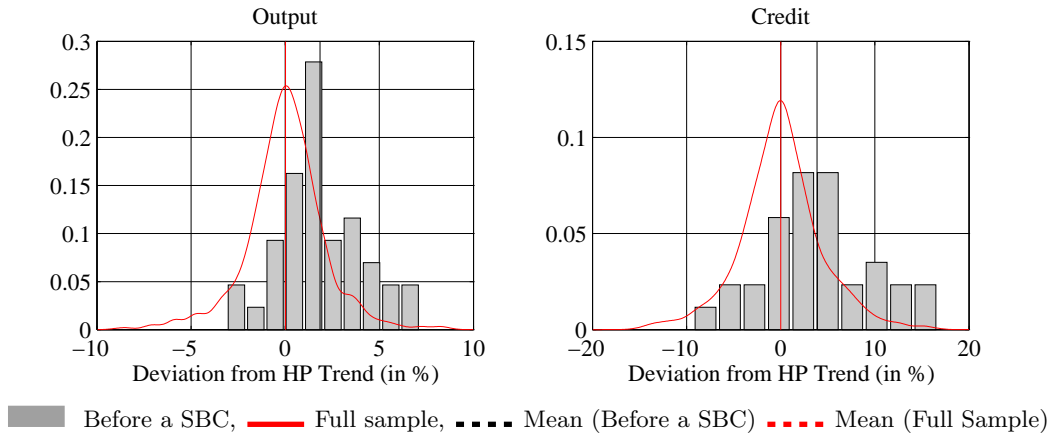 Output
0.3
0.25
0.2
0.15
0.1
0.05
0
−10 −5 0 5 10
Deviation from HP Trend (in %)
Credit
0.15
0.1
0.05
0
−20 −10 0 10 20
Deviation from HP Trend (in %)
Before a SBC, Full sample, Mean (Before a SBC) Mean (Full Sample)